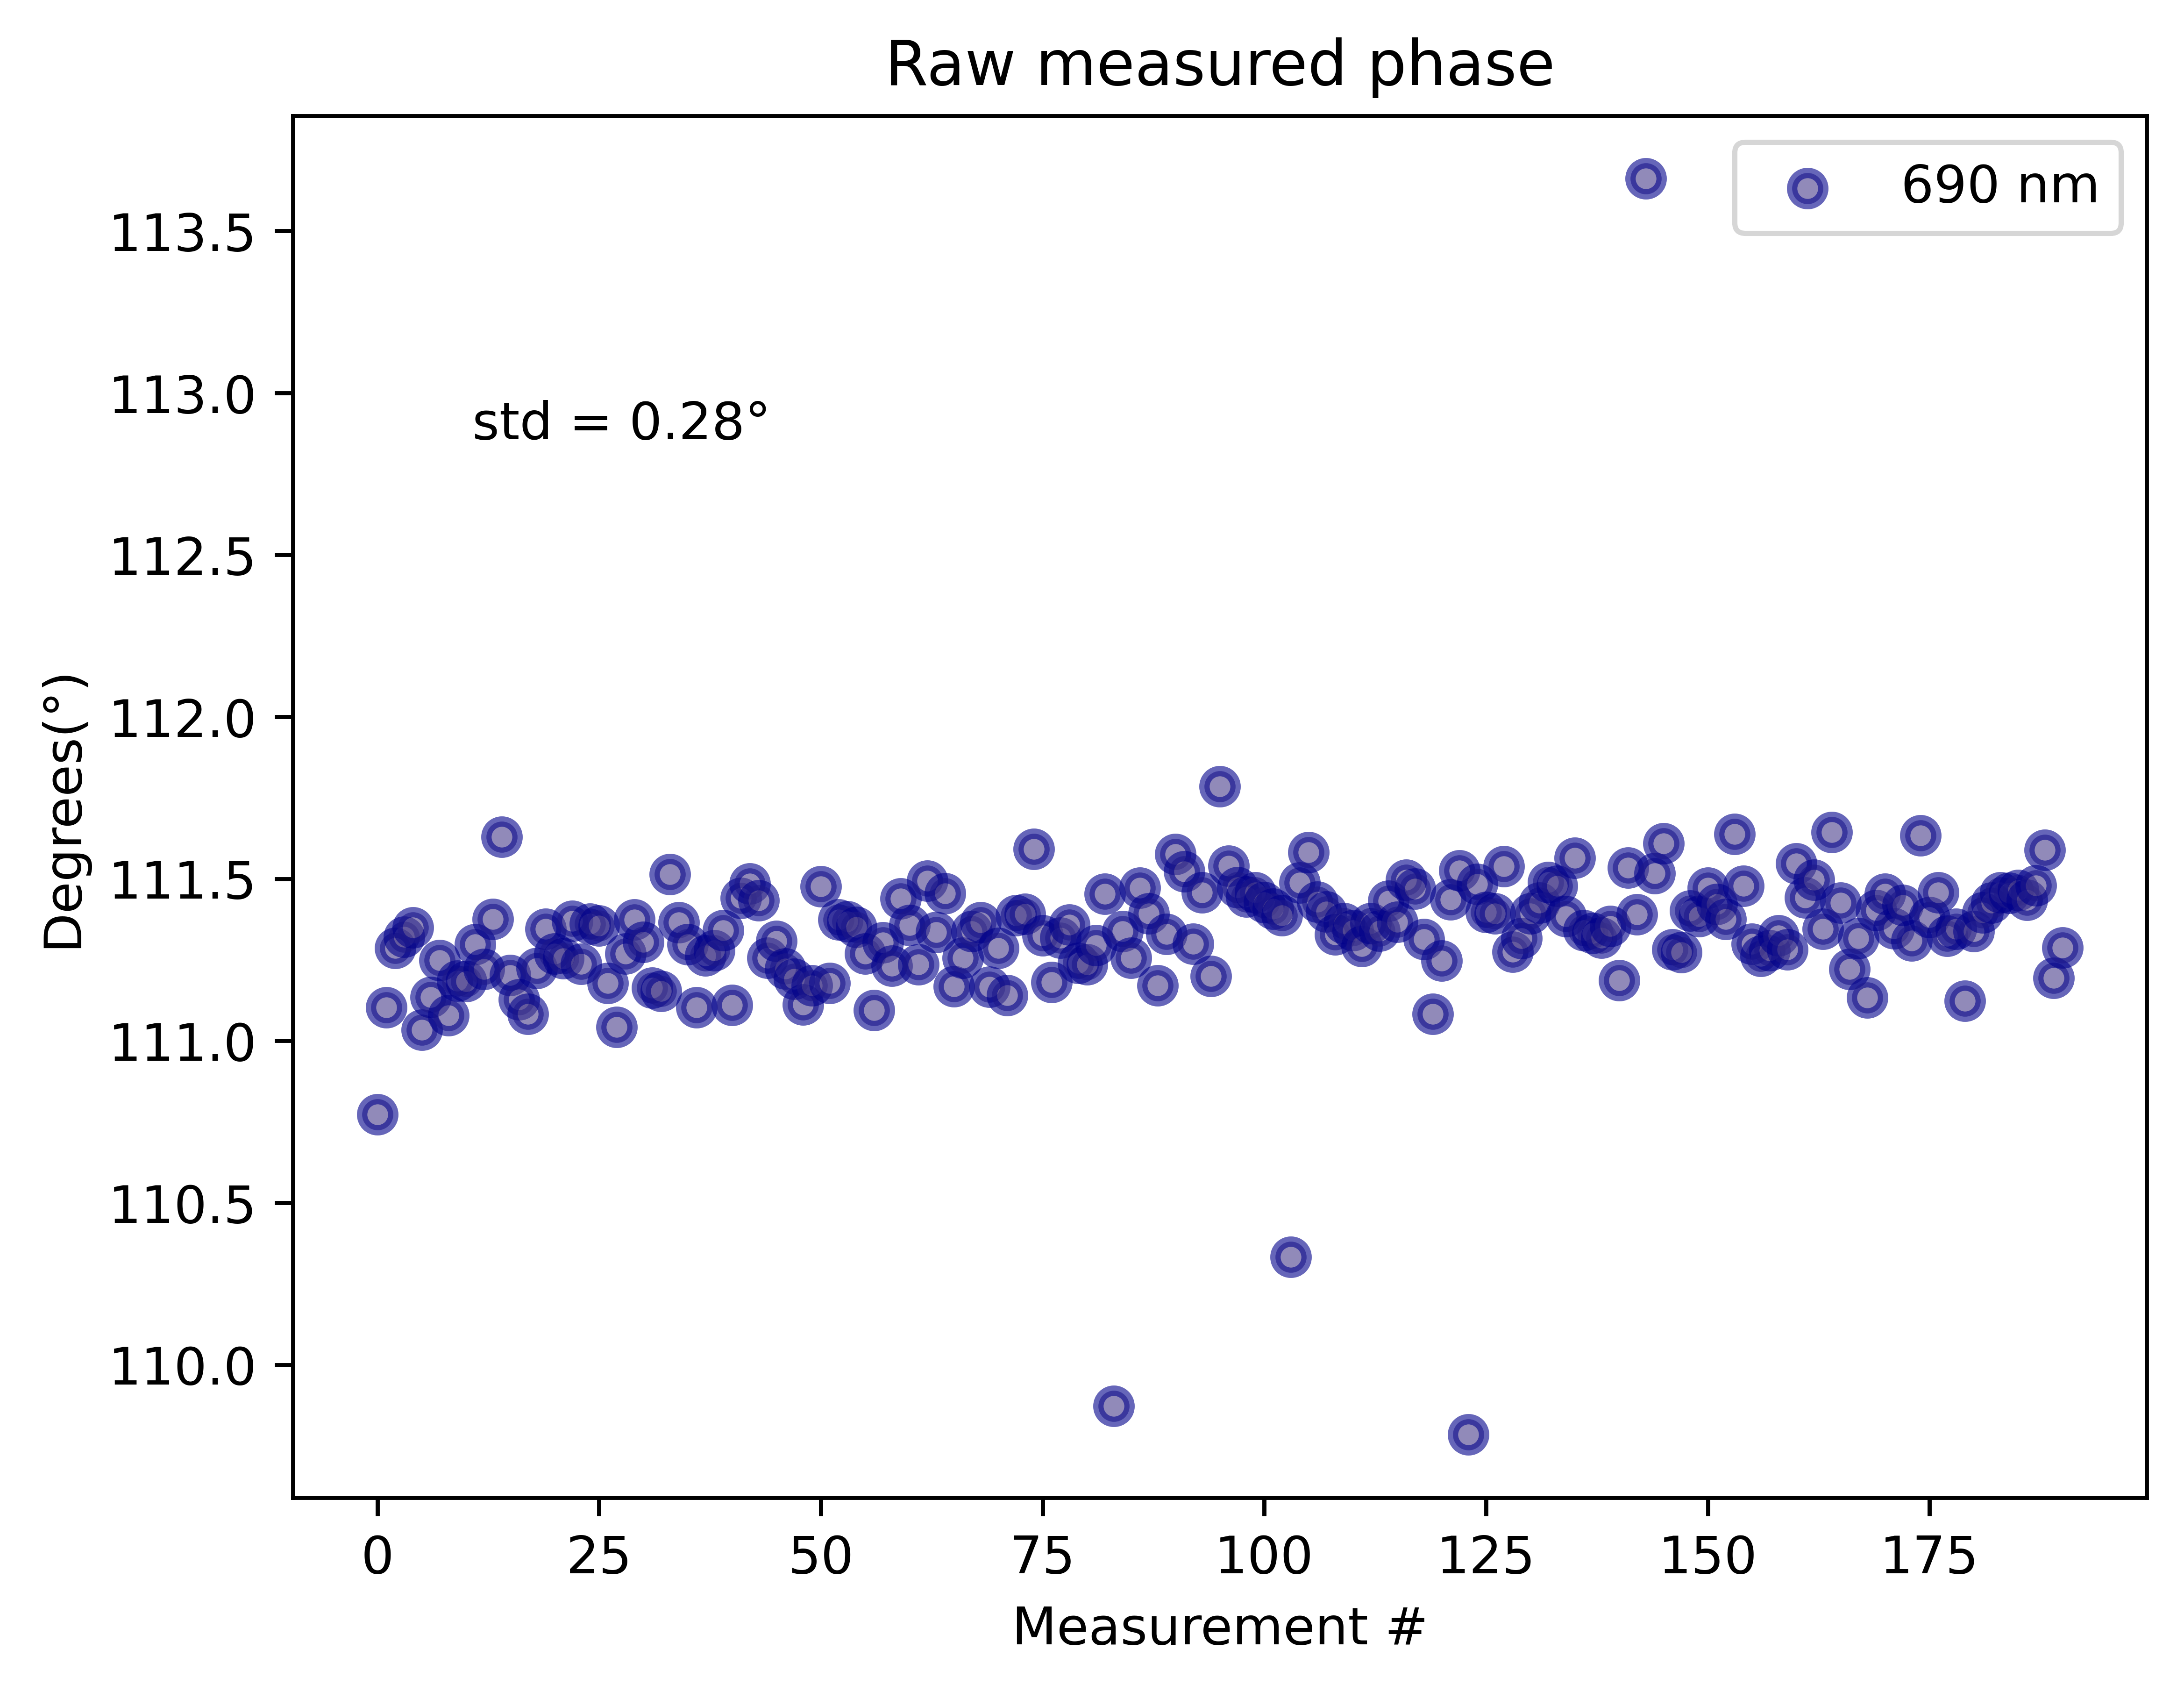 Raw measured phase
690 nm
std = 0.28°
Degrees(°)
113.5
113.0
112.5
112.0
111.5
111.0
110.5
110.0
0 25 50 75 100 125 150 175
Measurement #